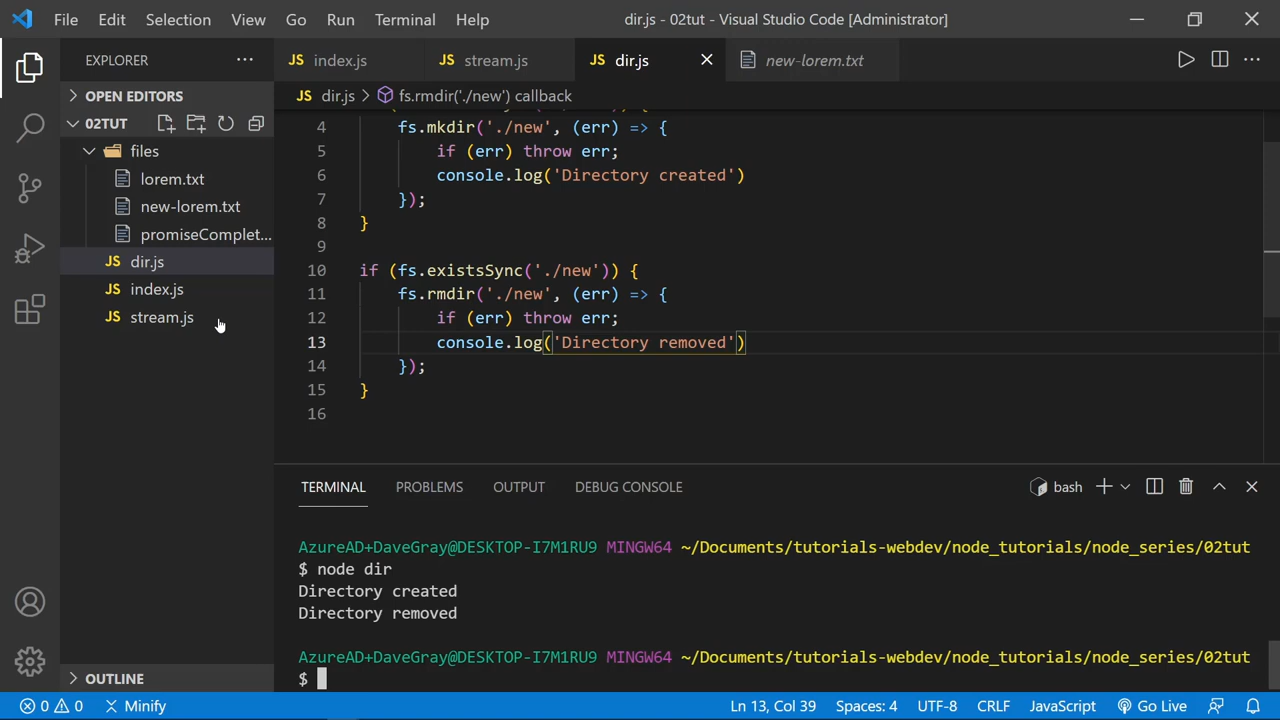 File Edit Selection View Go Run Terminal Help dir.js - 02tut - Visual Studio Code [Administrator]
EXPLORER
JS index.js JS stream.js JS dir.js new-lorem.txt
OPEN EDITORS
JS dir.js > fs.rmdir('./new') callback
02TUT
files
lorem.txt
new-lorem.txt
promiseComplet...
JS dir.js
JS index.js
JS stream.js
4 fs.mkdir('./new', (err) => {
5 if (err) throw err;
6 console.log('Directory created')
7 });
8 }
9
10 if (fs.existsSync('./new')) {
11 fs.rmdir('./new', (err) => {
12 if (err) throw err;
13 console.log('Directory removed')
14 });
15 }
16
TERMINAL PROBLEMS OUTPUT DEBUG CONSOLE bash
AzureAD+DaveGray@DESKTOP-I7M1RU9 MINGW64 ~/Documents/tutorials-webdev/node_tutorials/node_series/02tut
$ node dir
Directory created
Directory removed
AzureAD+DaveGray@DESKTOP-I7M1RU9 MINGW64 ~/Documents/tutorials-webdev/node_tutorials/node_series/02tut
$
OUTLINE
0 0 Minify Ln 13, Col 39 Spaces: 4 UTF-8 CRLF JavaScript Go Live